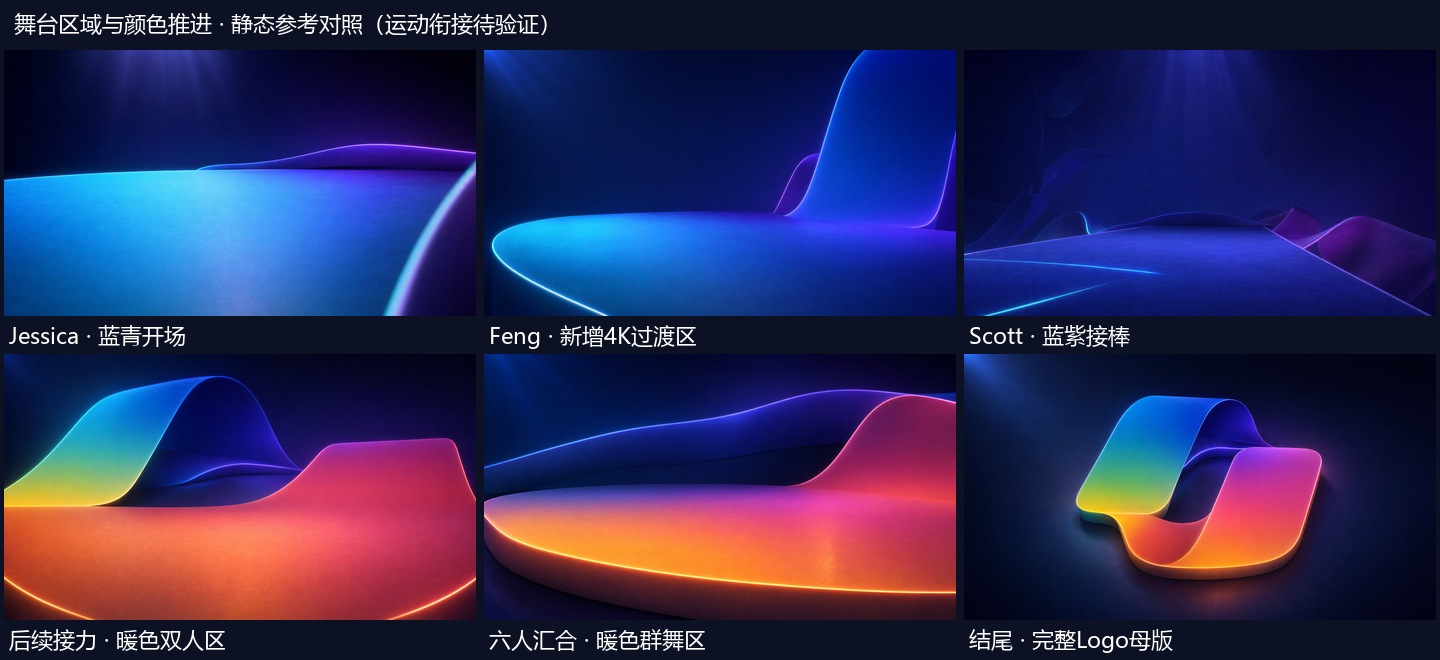 舞台区域与颜色推进 · 静态参考对照（运动衔接待验证）
Jessica · 蓝青开场
Feng · 新增4K过渡区
Scott · 蓝紫接棒
后续接力 · 暖色双人区
六人汇合 · 暖色群舞区
结尾 · 完整Logo母版